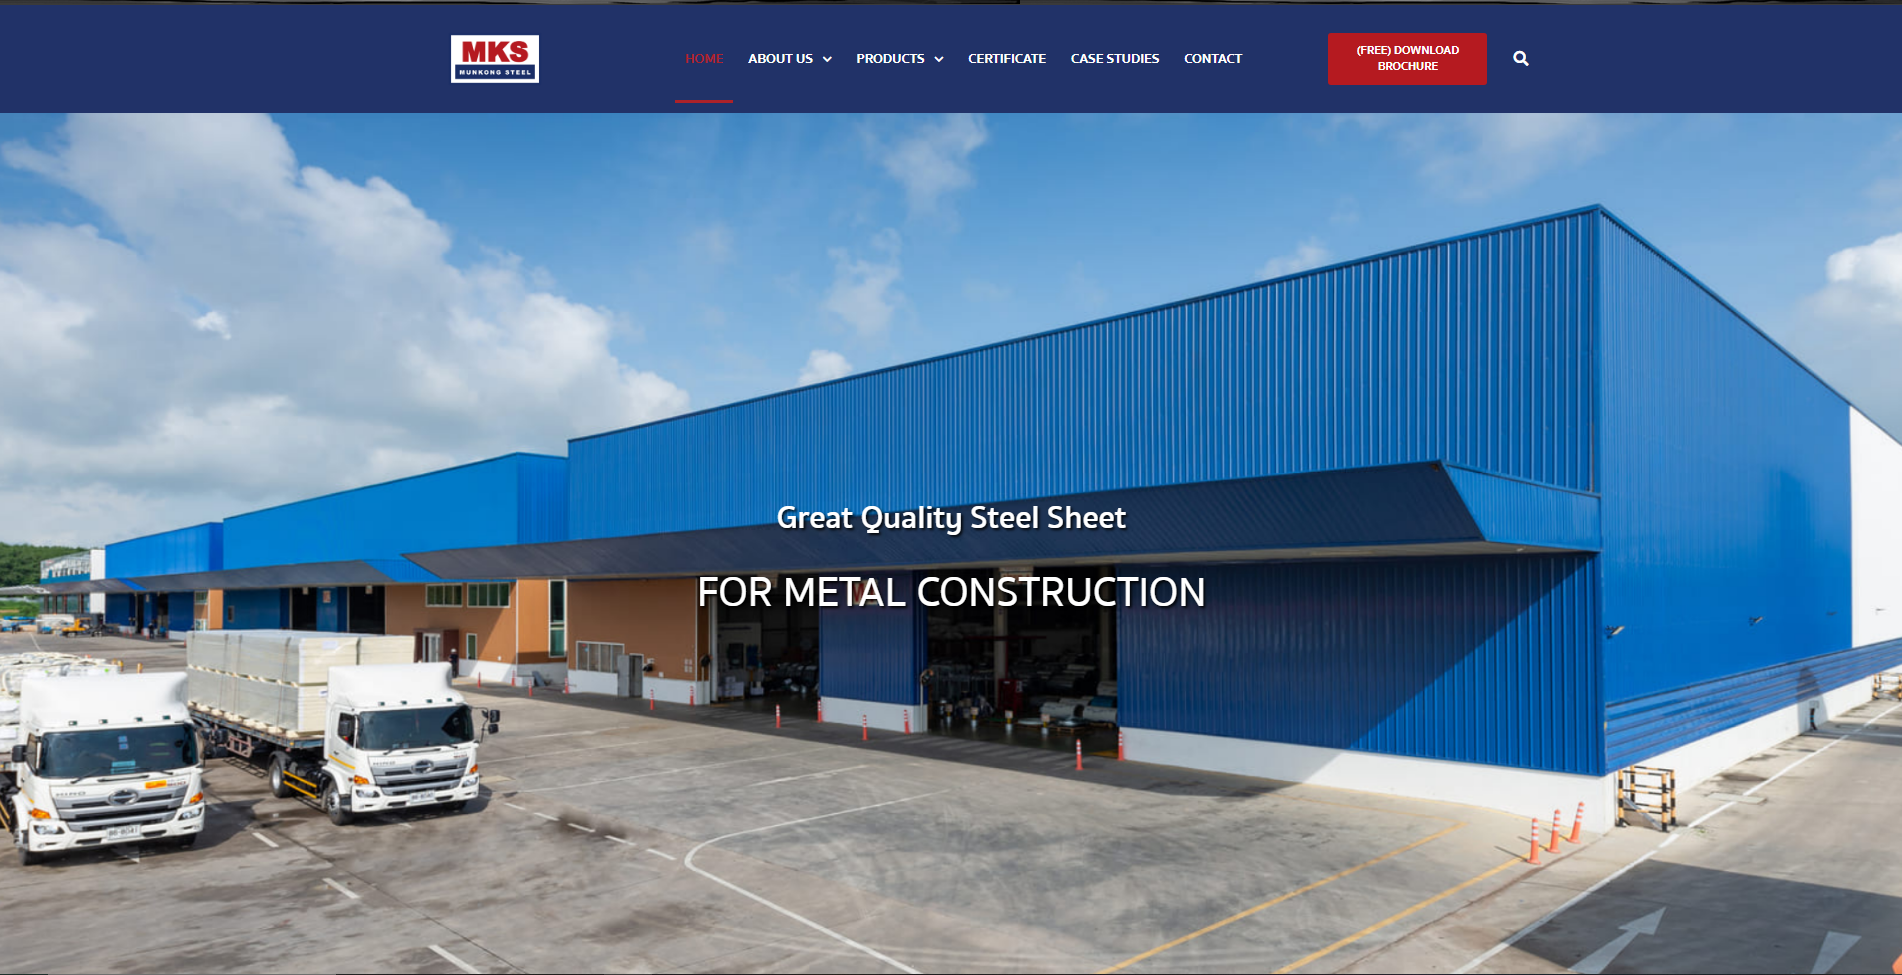 MKS
MUNKONG STEEL
HOME
ABOUT US
PRODUCTS
CERTIFICATE
CASE STUDIES
CONTACT
(FREE) DOWNLOAD
BROCHURE
Great Quality Steel Sheet
FOR METAL CONSTRUCTION
HINO